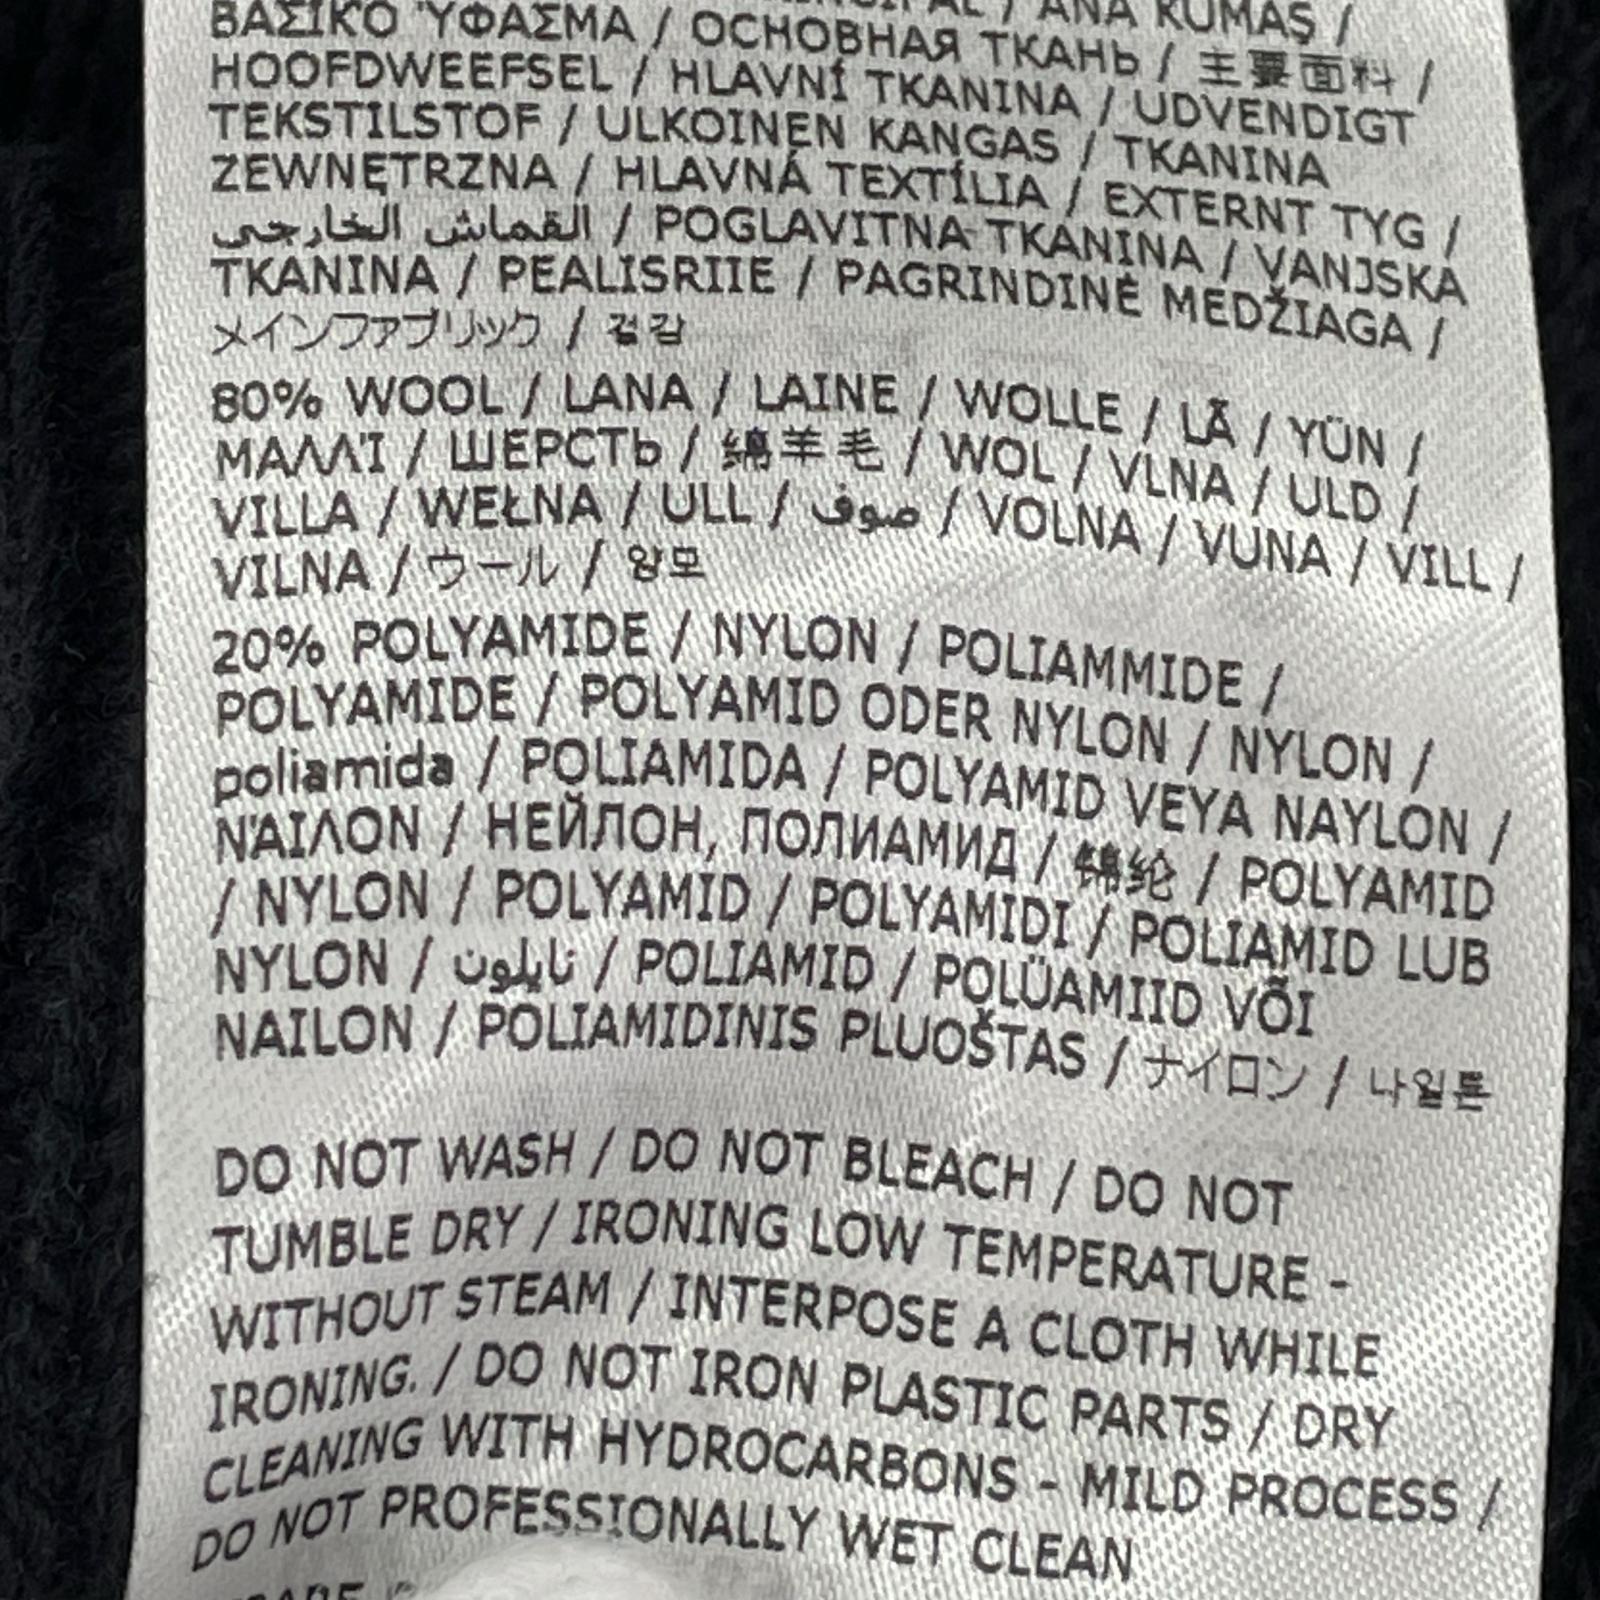 ANA KUMAŞ /
ΒΑΣΙΚΌ ΎΦΑΣΜΑ / ОСНОВНАЯ ТКАНЬ / 主要面料 /
HOOFDWEEFSEL / HLAVNÍ TKANINA / UDVENDIGT
TEKSTILSTOF / ULKOINEN KANGAS / TKANINA
ZEWNĘTRZNA / HLAVNÁ TEXTÍLIA / EXTERNT TYG /
القماش الخارجي / POGLAVITNA TKANINA / VANJSKA
TKANINA / PEALISRIIE / PAGRINDINĖ MEDŽIAGA /
メインファブリック / 겉감
80% WOOL / LANA / LAINE / WOLLE / LÃ / YÜN /
ΜΑΛΛΊ / ШЕРСТЬ / 绵羊毛 / WOL / VLNA / ULD /
VILLA / WEŁNA / ULL / صوف / VOLNA / VUNA / VILL /
VILNA / ウール / 양모
20% POLYAMIDE / NYLON / POLIAMMIDE /
POLYAMIDE / POLYAMID ODER NYLON / NYLON /
poliamida / POLIAMIDA / POLYAMID VEYA NAYLON /
ΝΆΙΛΟΝ / НЕЙЛОН, ПОЛИАМИД / 锦纶 / POLYAMID
/ NYLON / POLYAMID / POLYAMIDI / POLIAMID LUB
NYLON / نايلون / POLIAMID / POLÜAMIID VÕI
NAILON / POLIAMIDINIS PLUOŠTAS / ナイロン / 나일론
DO NOT WASH / DO NOT BLEACH / DO NOT
TUMBLE DRY / IRONING LOW TEMPERATURE -
WITHOUT STEAM / INTERPOSE A CLOTH WHILE
IRONING. / DO NOT IRON PLASTIC PARTS / DRY
CLEANING WITH HYDROCARBONS - MILD PROCESS /
DO NOT PROFESSIONALLY WET CLEAN